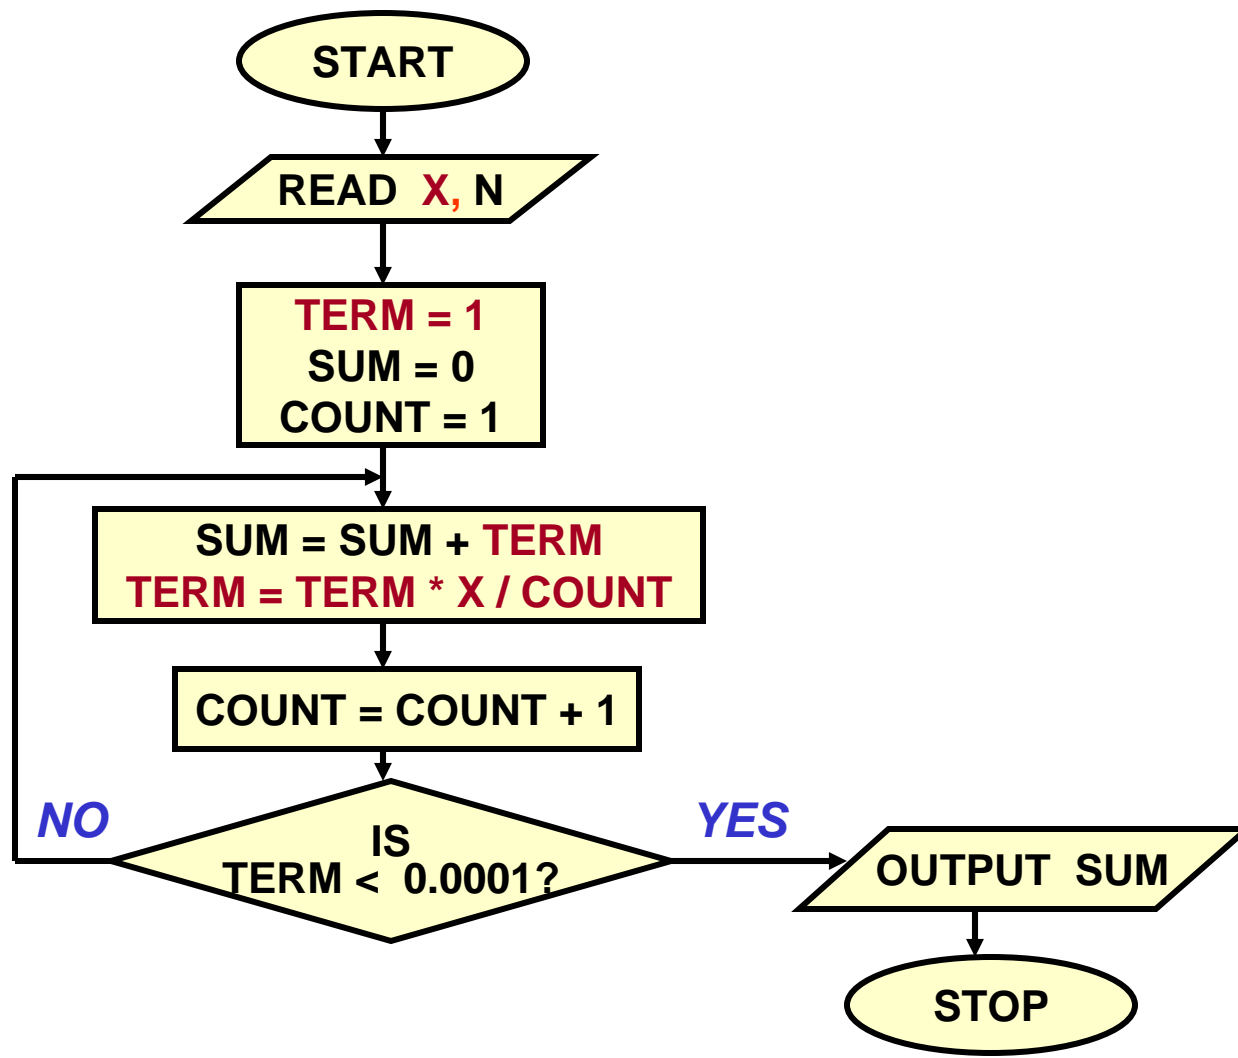 START
READ X, N
TERM = 1
SUM = 0
COUNT = 1
SUM = SUM + TERM
TERM = TERM * X / COUNT
COUNT = COUNT + 1
NO
YES
IS
TERM < 0.0001?
OUTPUT SUM
STOP